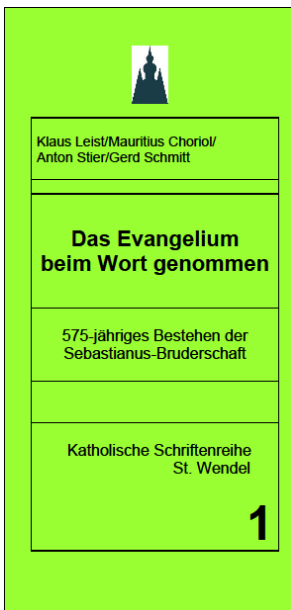 Klaus Leist/Mauritius Choriol/
Anton Stier/Gerd Schmitt
Das Evangelium
beim Wort genommen
575-jähriges Bestehen der
Sebastianus-Bruderschaft
Katholische Schriftenreihe
St. Wendel
1